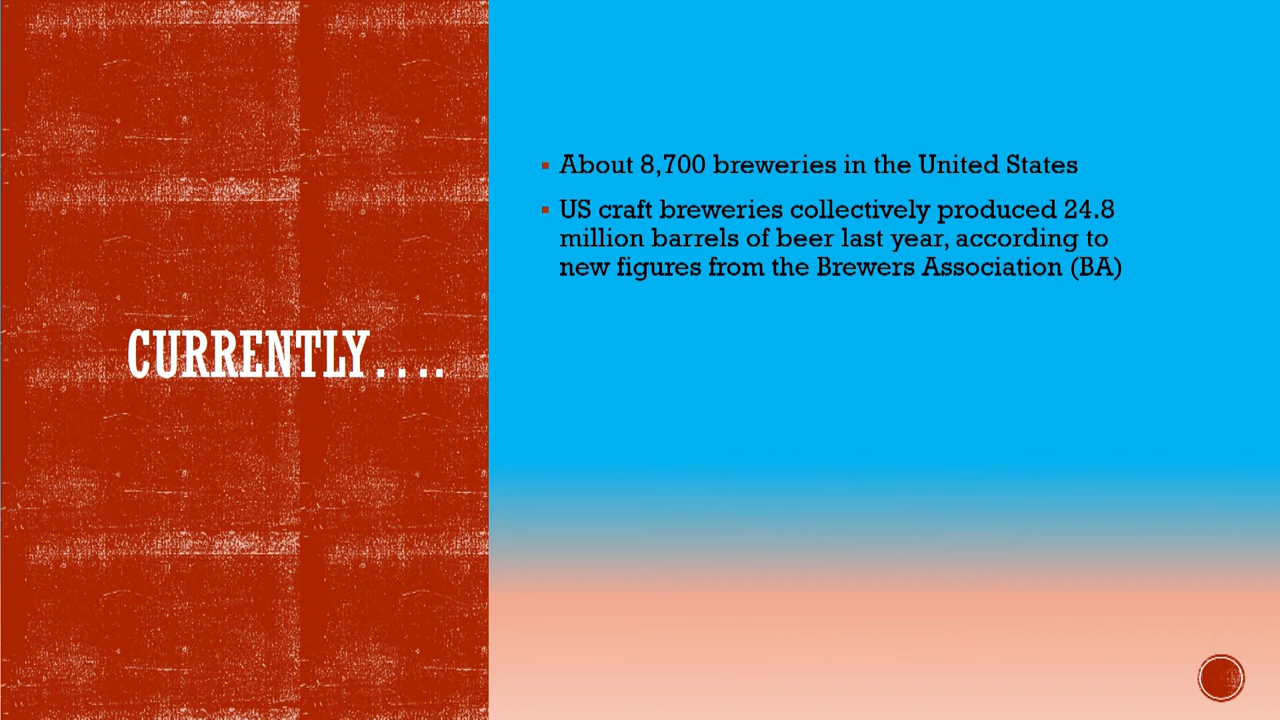 CURRENTLY....
About 8,700 breweries in the United States
US craft breweries collectively produced 24.8
million barrels of beer last year, according to
new figures from the Brewers Association (BA)